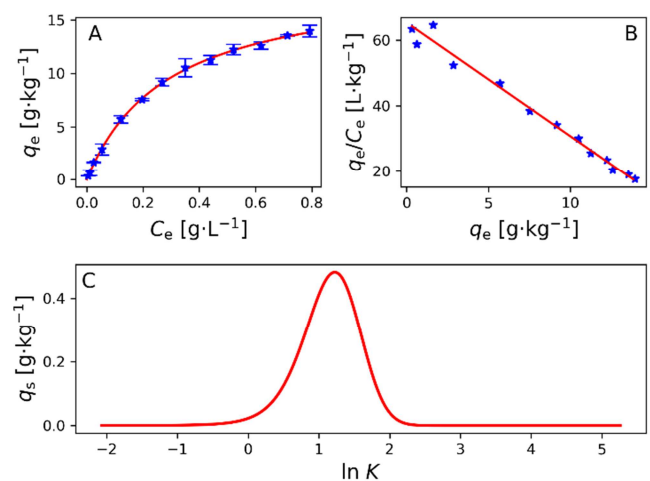 A
15
10
5
0
qe [g·kg⁻¹]
0.0 0.2 0.4 0.6 0.8
Ce [g·L⁻¹]
B
60
40
20
qe/Ce [L·kg⁻¹]
0 5 10
qe [g·kg⁻¹]
C
0.4
0.2
0.0
qs [g·kg⁻¹]
−2 −1 0 1 2 3 4 5
ln K